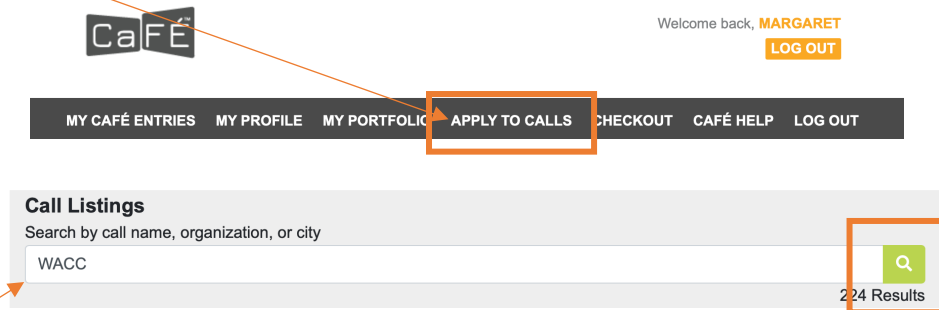 CaFÉ™
Welcome back, MARGARET
LOG OUT
MY CAFÉ ENTRIES MY PROFILE MY PORTFOLIO APPLY TO CALLS CHECKOUT CAFÉ HELP LOG OUT
Call Listings
Search by call name, organization, or city
WACC
224 Results